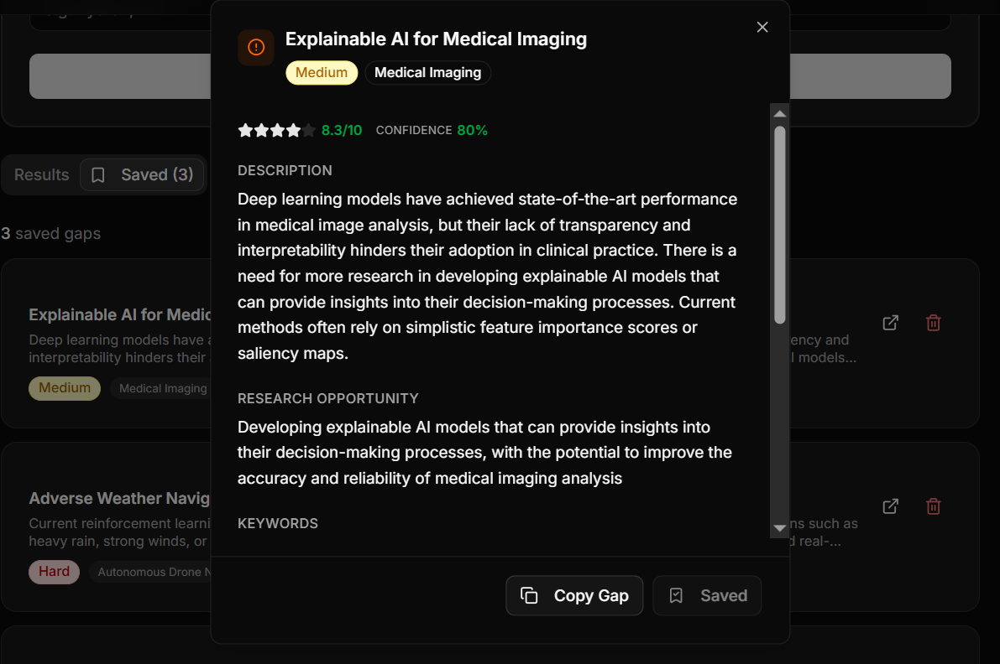 Explainable AI for Medical Imaging
Medium
Medical Imaging
8.3/10
CONFIDENCE 80%
DESCRIPTION
Deep learning models have achieved state-of-the-art performance
in medical image analysis, but their lack of transparency and
interpretability hinders their adoption in clinical practice. There is a
need for more research in developing explainable AI models that
can provide insights into their decision-making processes. Current
methods often rely on simplistic feature importance scores or
saliency maps.
RESEARCH OPPORTUNITY
Developing explainable AI models that can provide insights into
their decision-making processes, with the potential to improve the
accuracy and reliability of medical imaging analysis
KEYWORDS
Copy Gap
Saved
Results
Saved (3)
3 saved gaps
Explainable AI for Medic
Deep learning models have
ency and
interpretability hinders their
models...
Medium
Medical Imaging
Adverse Weather Navig
Current reinforcement learni
ns such as
heavy rain, strong winds, or
real-...
Hard
Autonomous Drone N